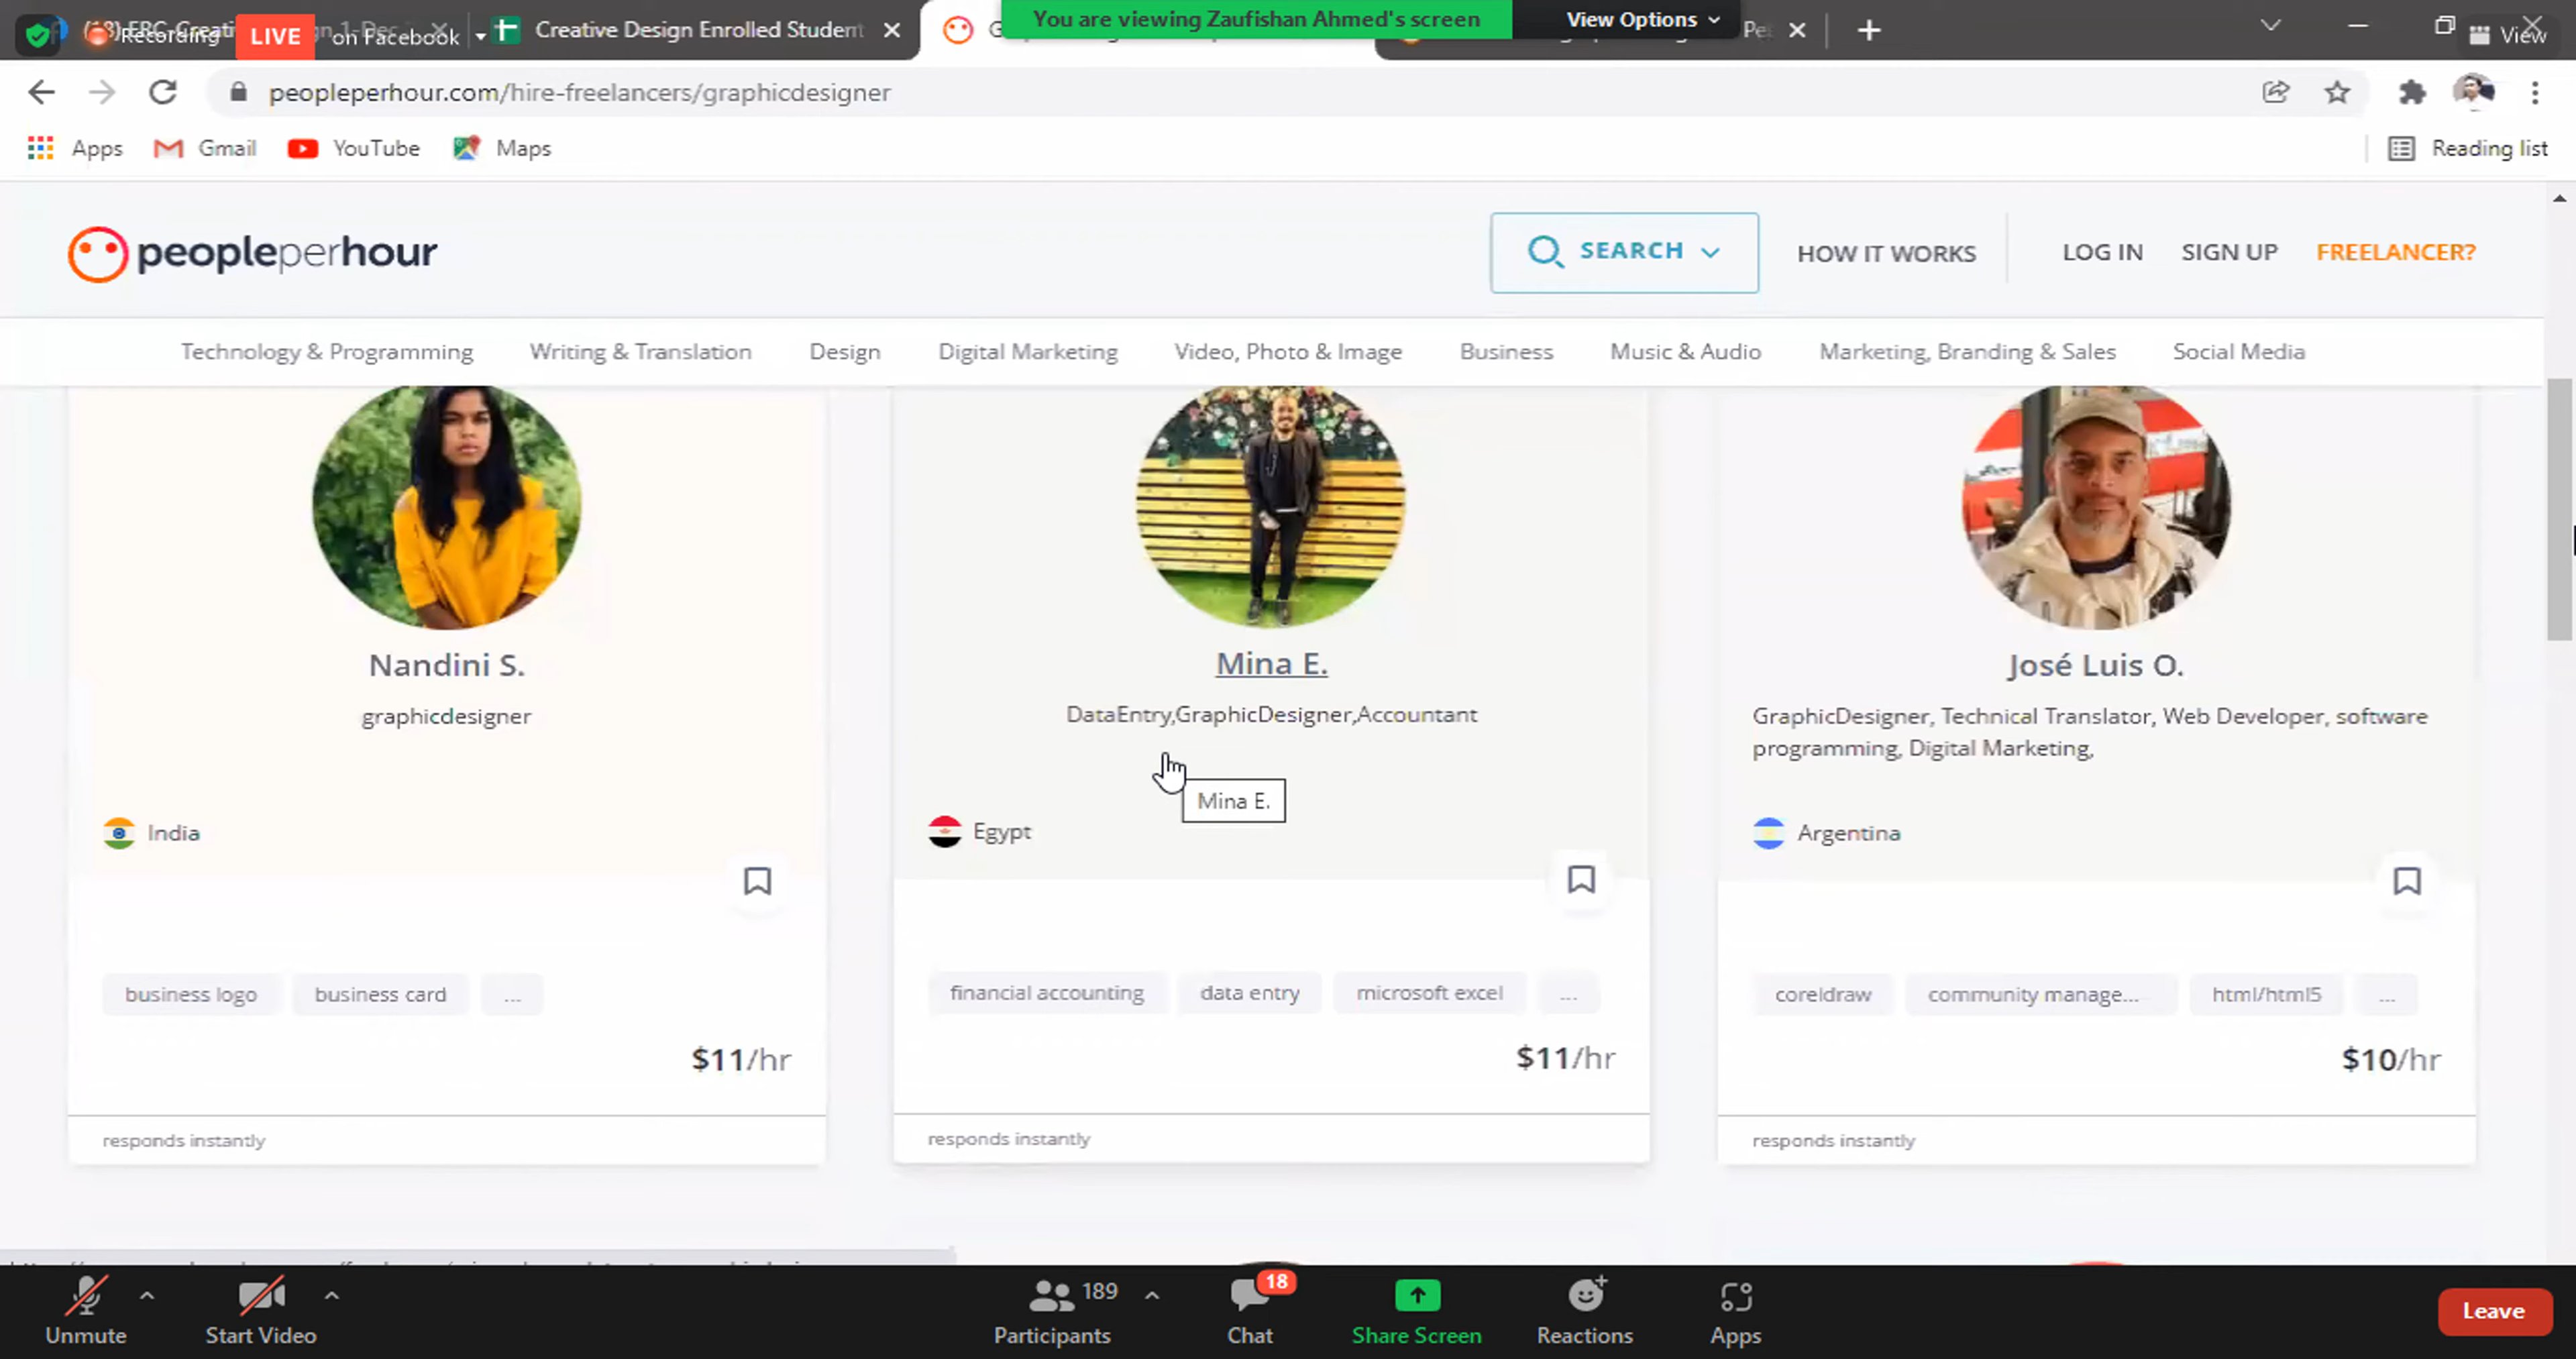 Recording
LIVE
on Facebook
Creative Design Enrolled Student
You are viewing Zaufishan Ahmed's screen
View Options
View
peopleperhour.com/hire-freelancers/graphicdesigner
Apps
Gmail
YouTube
Maps
Reading list
peopleperhour
SEARCH
HOW IT WORKS
LOG IN
SIGN UP
FREELANCER?
Technology & Programming
Writing & Translation
Design
Digital Marketing
Video, Photo & Image
Business
Music & Audio
Marketing, Branding & Sales
Social Media
Nandini S.
graphicdesigner
India
business logo
business card
...
$11/hr
responds instantly
Mina E.
DataEntry,GraphicDesigner,Accountant
Mina E.
Egypt
financial accounting
data entry
microsoft excel
...
$11/hr
responds instantly
José Luis O.
GraphicDesigner, Technical Translator, Web Developer, software
programming, Digital Marketing,
Argentina
coreldraw
community manage...
html/html5
...
$10/hr
responds instantly
Unmute
Start Video
189
Participants
18
Chat
Share Screen
Reactions
Apps
Leave